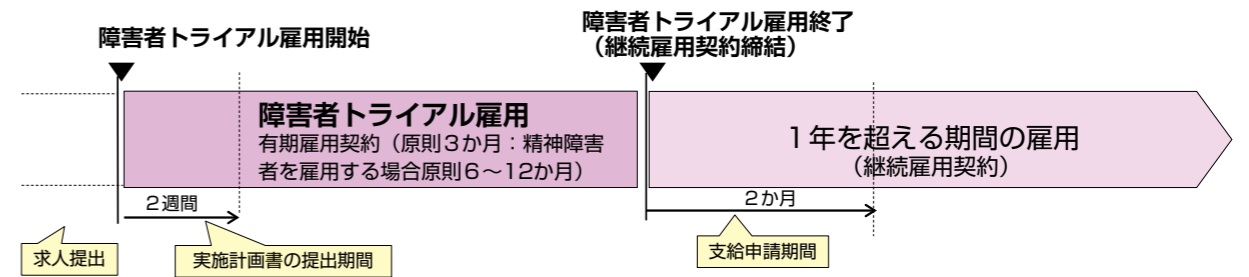 障害者トライアル雇用開始
障害者トライアル雇用終了
（継続雇用契約締結）
障害者トライアル雇用
有期雇用契約（原則３か月：精神障害
者を雇用する場合原則６～12か月）
１年を超える期間の雇用
（継続雇用契約）
２週間
２か月
求人提出
実施計画書の提出期間
支給申請期間